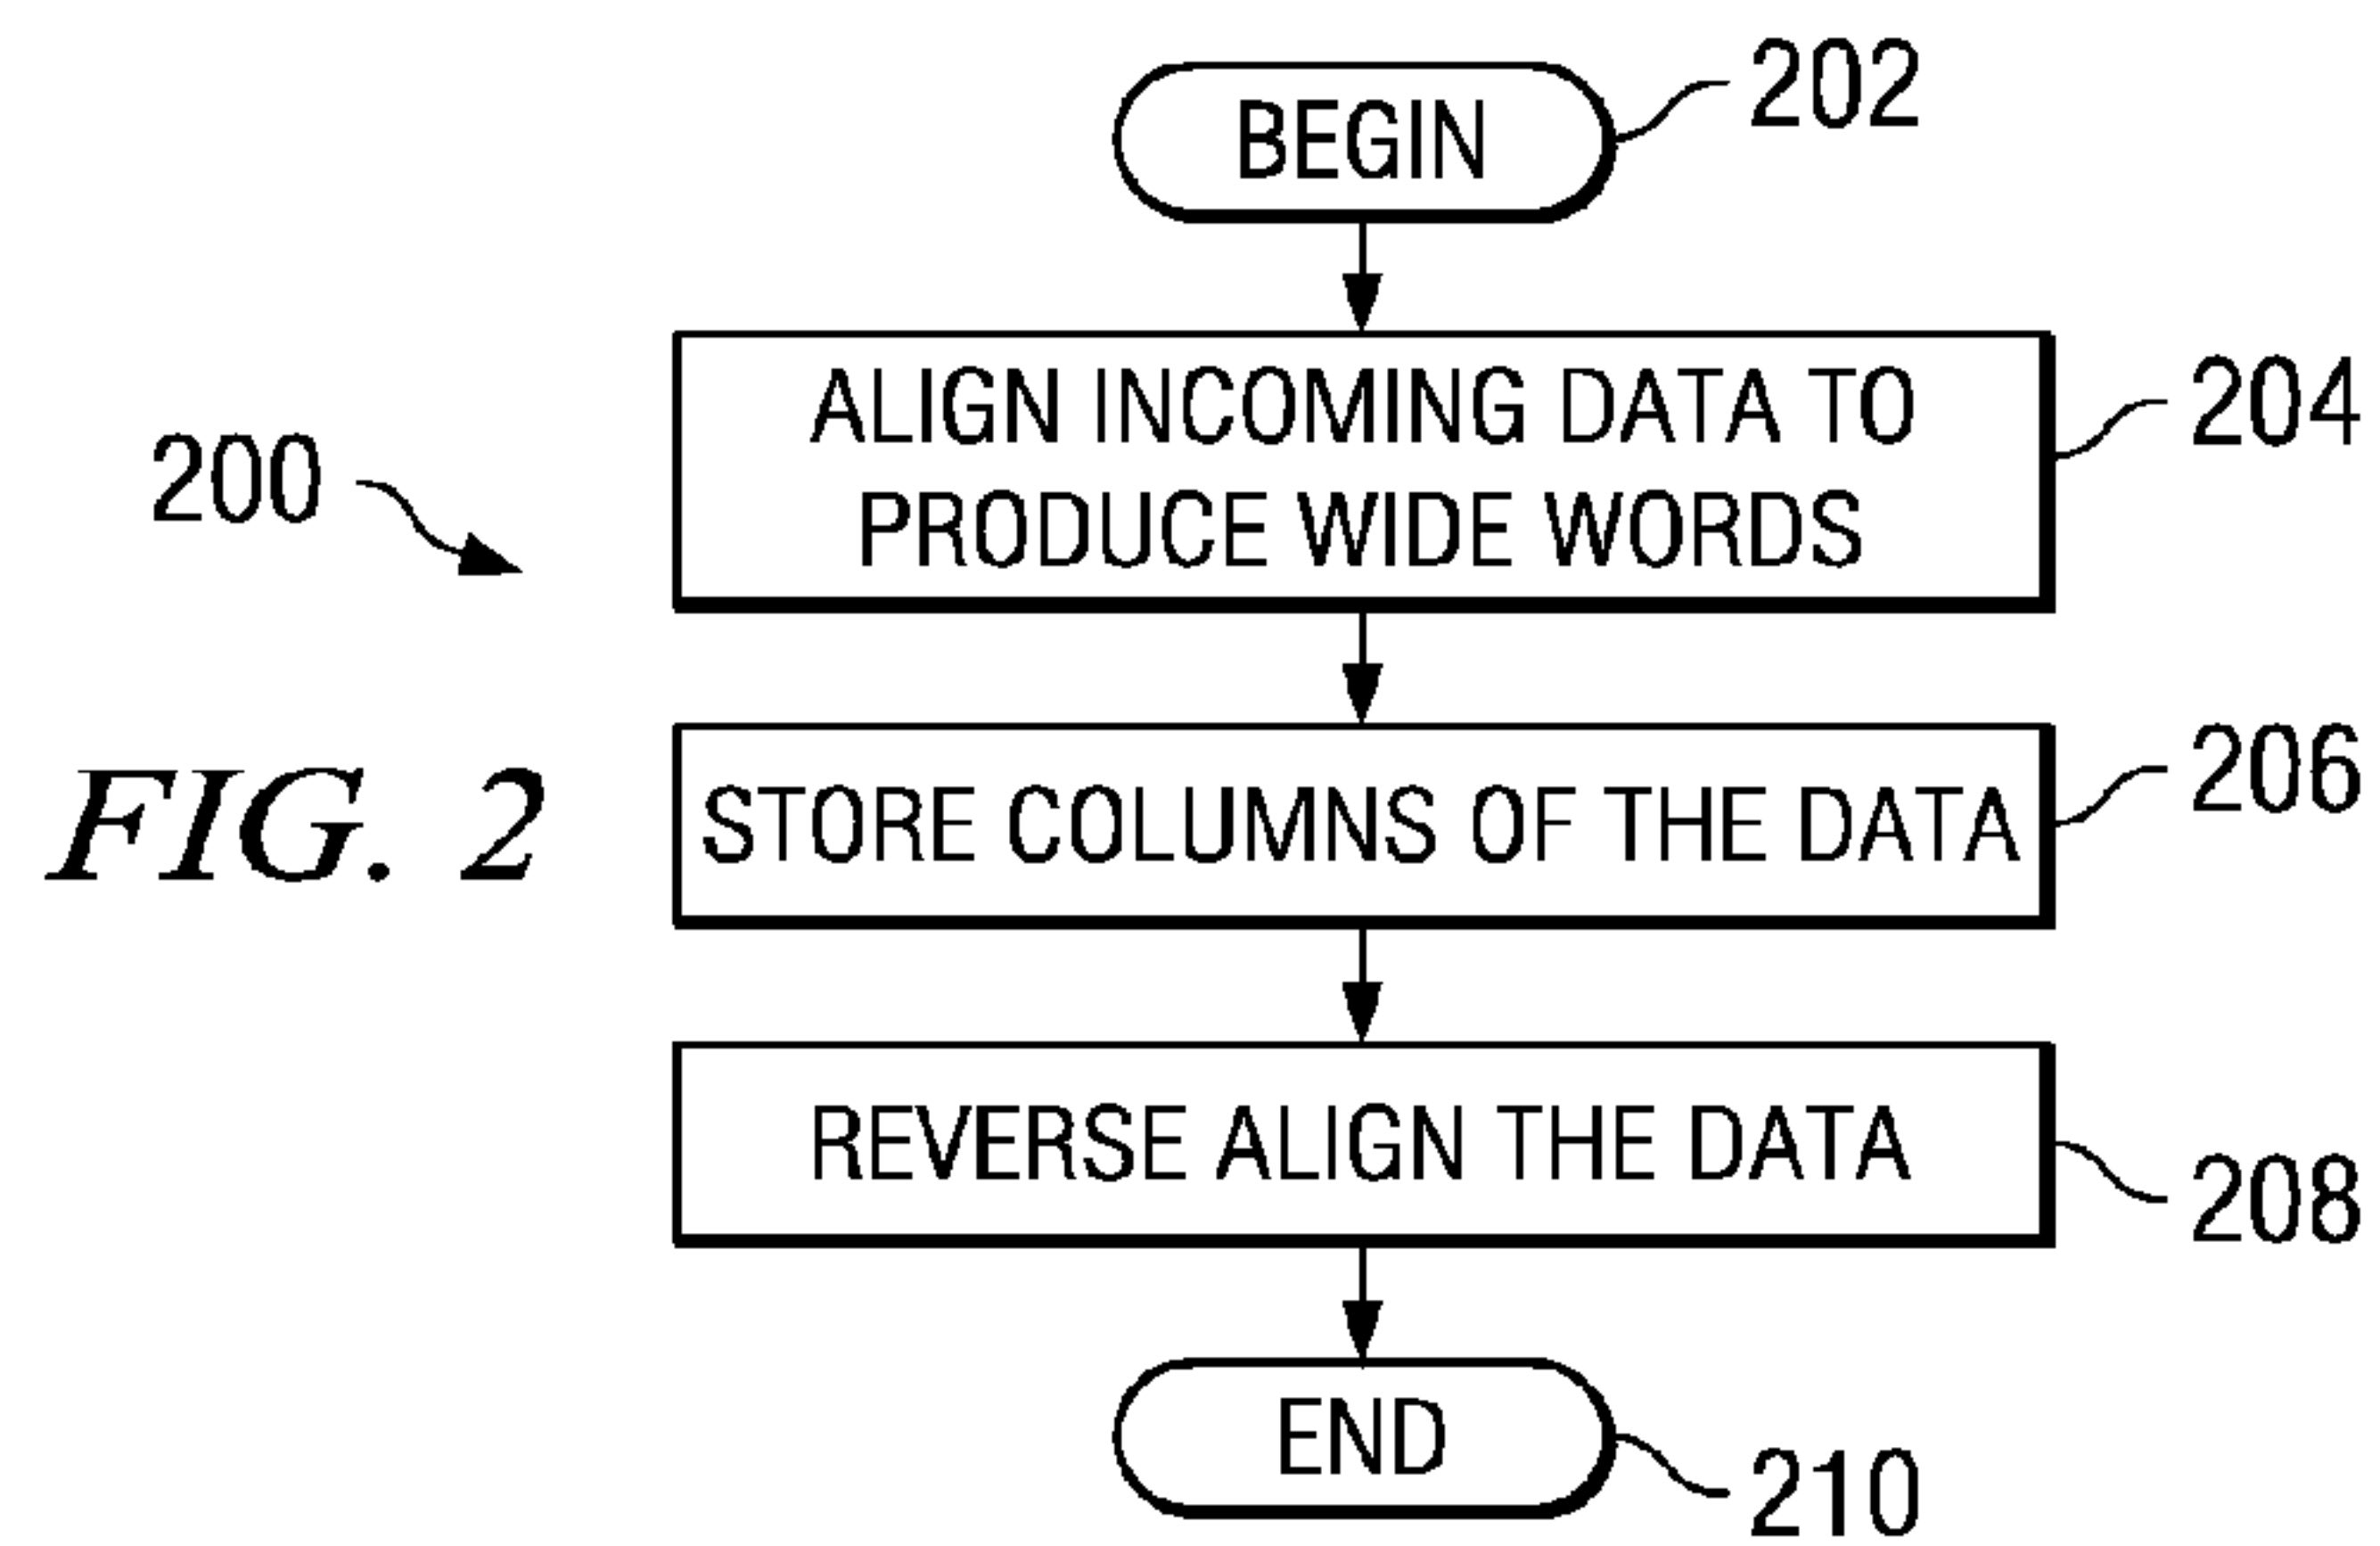 BEGIN
202
ALIGN INCOMING DATA TO
PRODUCE WIDE WORDS
204
200
STORE COLUMNS OF THE DATA
206
FIG. 2
REVERSE ALIGN THE DATA
208
END
210